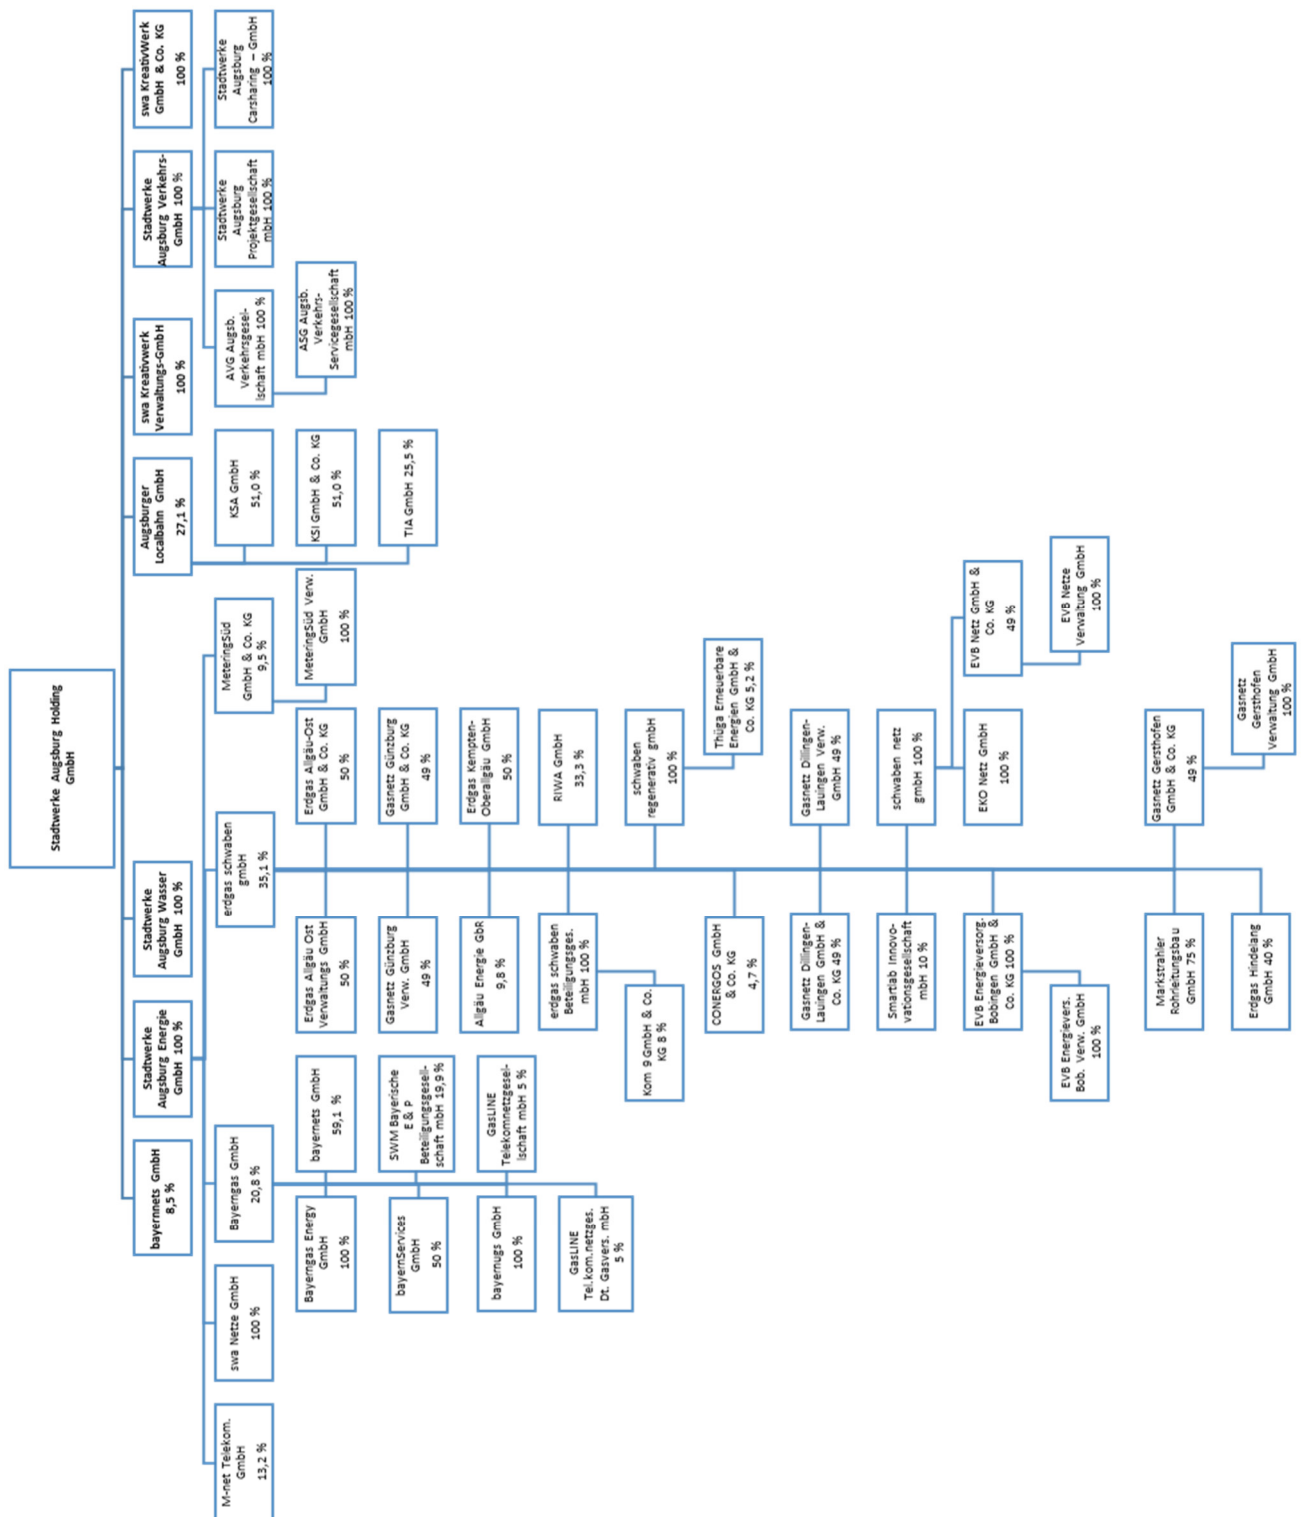 Stadtwerke Augsburg Holding
GmbH
bayernnets GmbH
8,5 %
Stadtwerke
Augsburg Energie
GmbH 100 %
Stadtwerke
Augsburg Wasser
GmbH 100 %
Augsburger
Localbahn GmbH
27,1 %
swa Kreativwerk
Verwaltungs-GmbH
100 %
Stadtwerke
Augsburg Verkehrs-
GmbH 100 %
swa KreativWerk
GmbH & Co. KG
100 %
M-net Telekom.
GmbH
13,2 %
swa Netze GmbH
100 %
Bayerngas GmbH
20,8 %
erdgas schwaben
gmbH
35,1 %
MeteringSüd
GmbH & Co. KG
9,5 %
KSA GmbH
51,0 %
AVG Augsb.
Verkehrsgesel-
lschaft mbH 100 %
Stadtwerke
Augsburg
Projektgesellschaft
mbH 100 %
Stadtwerke
Augsburg
Carsharing – GmbH
100 %
Bayerngas Energy
GmbH
100 %
bayernets GmbH
59,1 %
Erdgas Allgäu Ost
Verwaltungs GmbH
50 %
Erdgas Allgäu-Ost
GmbH & Co. KG
50 %
MeteringSüd Verw.
GmbH
100 %
KSI GmbH & Co. KG
51,0 %
ASG Augsb.
Verkehrs-
Servicegesellschaft
mbH 100 %
bayernServices
GmbH
50 %
SWM Bayerische
E & P
Beteiligungsgesell-
schaft mbH 19,9 %
Gasnetz Günzburg
Verw. GmbH
49 %
Gasnetz Günzburg
GmbH & Co. KG
49 %
TIA GmbH 25,5 %
bayernugs GmbH
100 %
GasLINE
Telekomnetzgesel-
lschaft mbH 5 %
Allgäu Energie GbR
9,8 %
Erdgas Kempten-
Oberallgäu GmbH
50 %
GasLINE
Tel.kom.netzges.
Dt. Gasvers. mbH
5 %
erdgas schwaben
Beteiligungsges.
mbH 100 %
RIWA GmbH
33,3 %
Kom 9 GmbH & Co.
KG 8 %
schwaben
regenerativ gmbH
100 %
CONERGOS GmbH
& Co. KG
4,7 %
Thüga Erneuerbare
Energien GmbH &
Co. KG 5,2 %
Gasnetz Dillingen-
Lauingen GmbH &
Co. KG 49 %
Gasnetz Dillingen-
Lauingen Verw.
GmbH 49 %
Smartlab Innovo-
vationsgesellschaft
mbH 10 %
schwaben netz
gmbH 100 %
EVB Energieversorg.
Bobingen GmbH &
Co. KG 100 %
EKO Netz GmbH
100 %
EVB Netz GmbH &
Co. KG
49 %
EVB Energievers.
Bob. Verw. GmbH
100 %
EVB Netze
Verwaltung GmbH
100 %
Markstrahler
Rohrleitungsbau
GmbH 75 %
Gasnetz Gersthofen
GmbH & Co. KG
49 %
Erdgas Hindelang
GmbH 40 %
Gasnetz
Gersthofen
Verwaltung GmbH
100 %